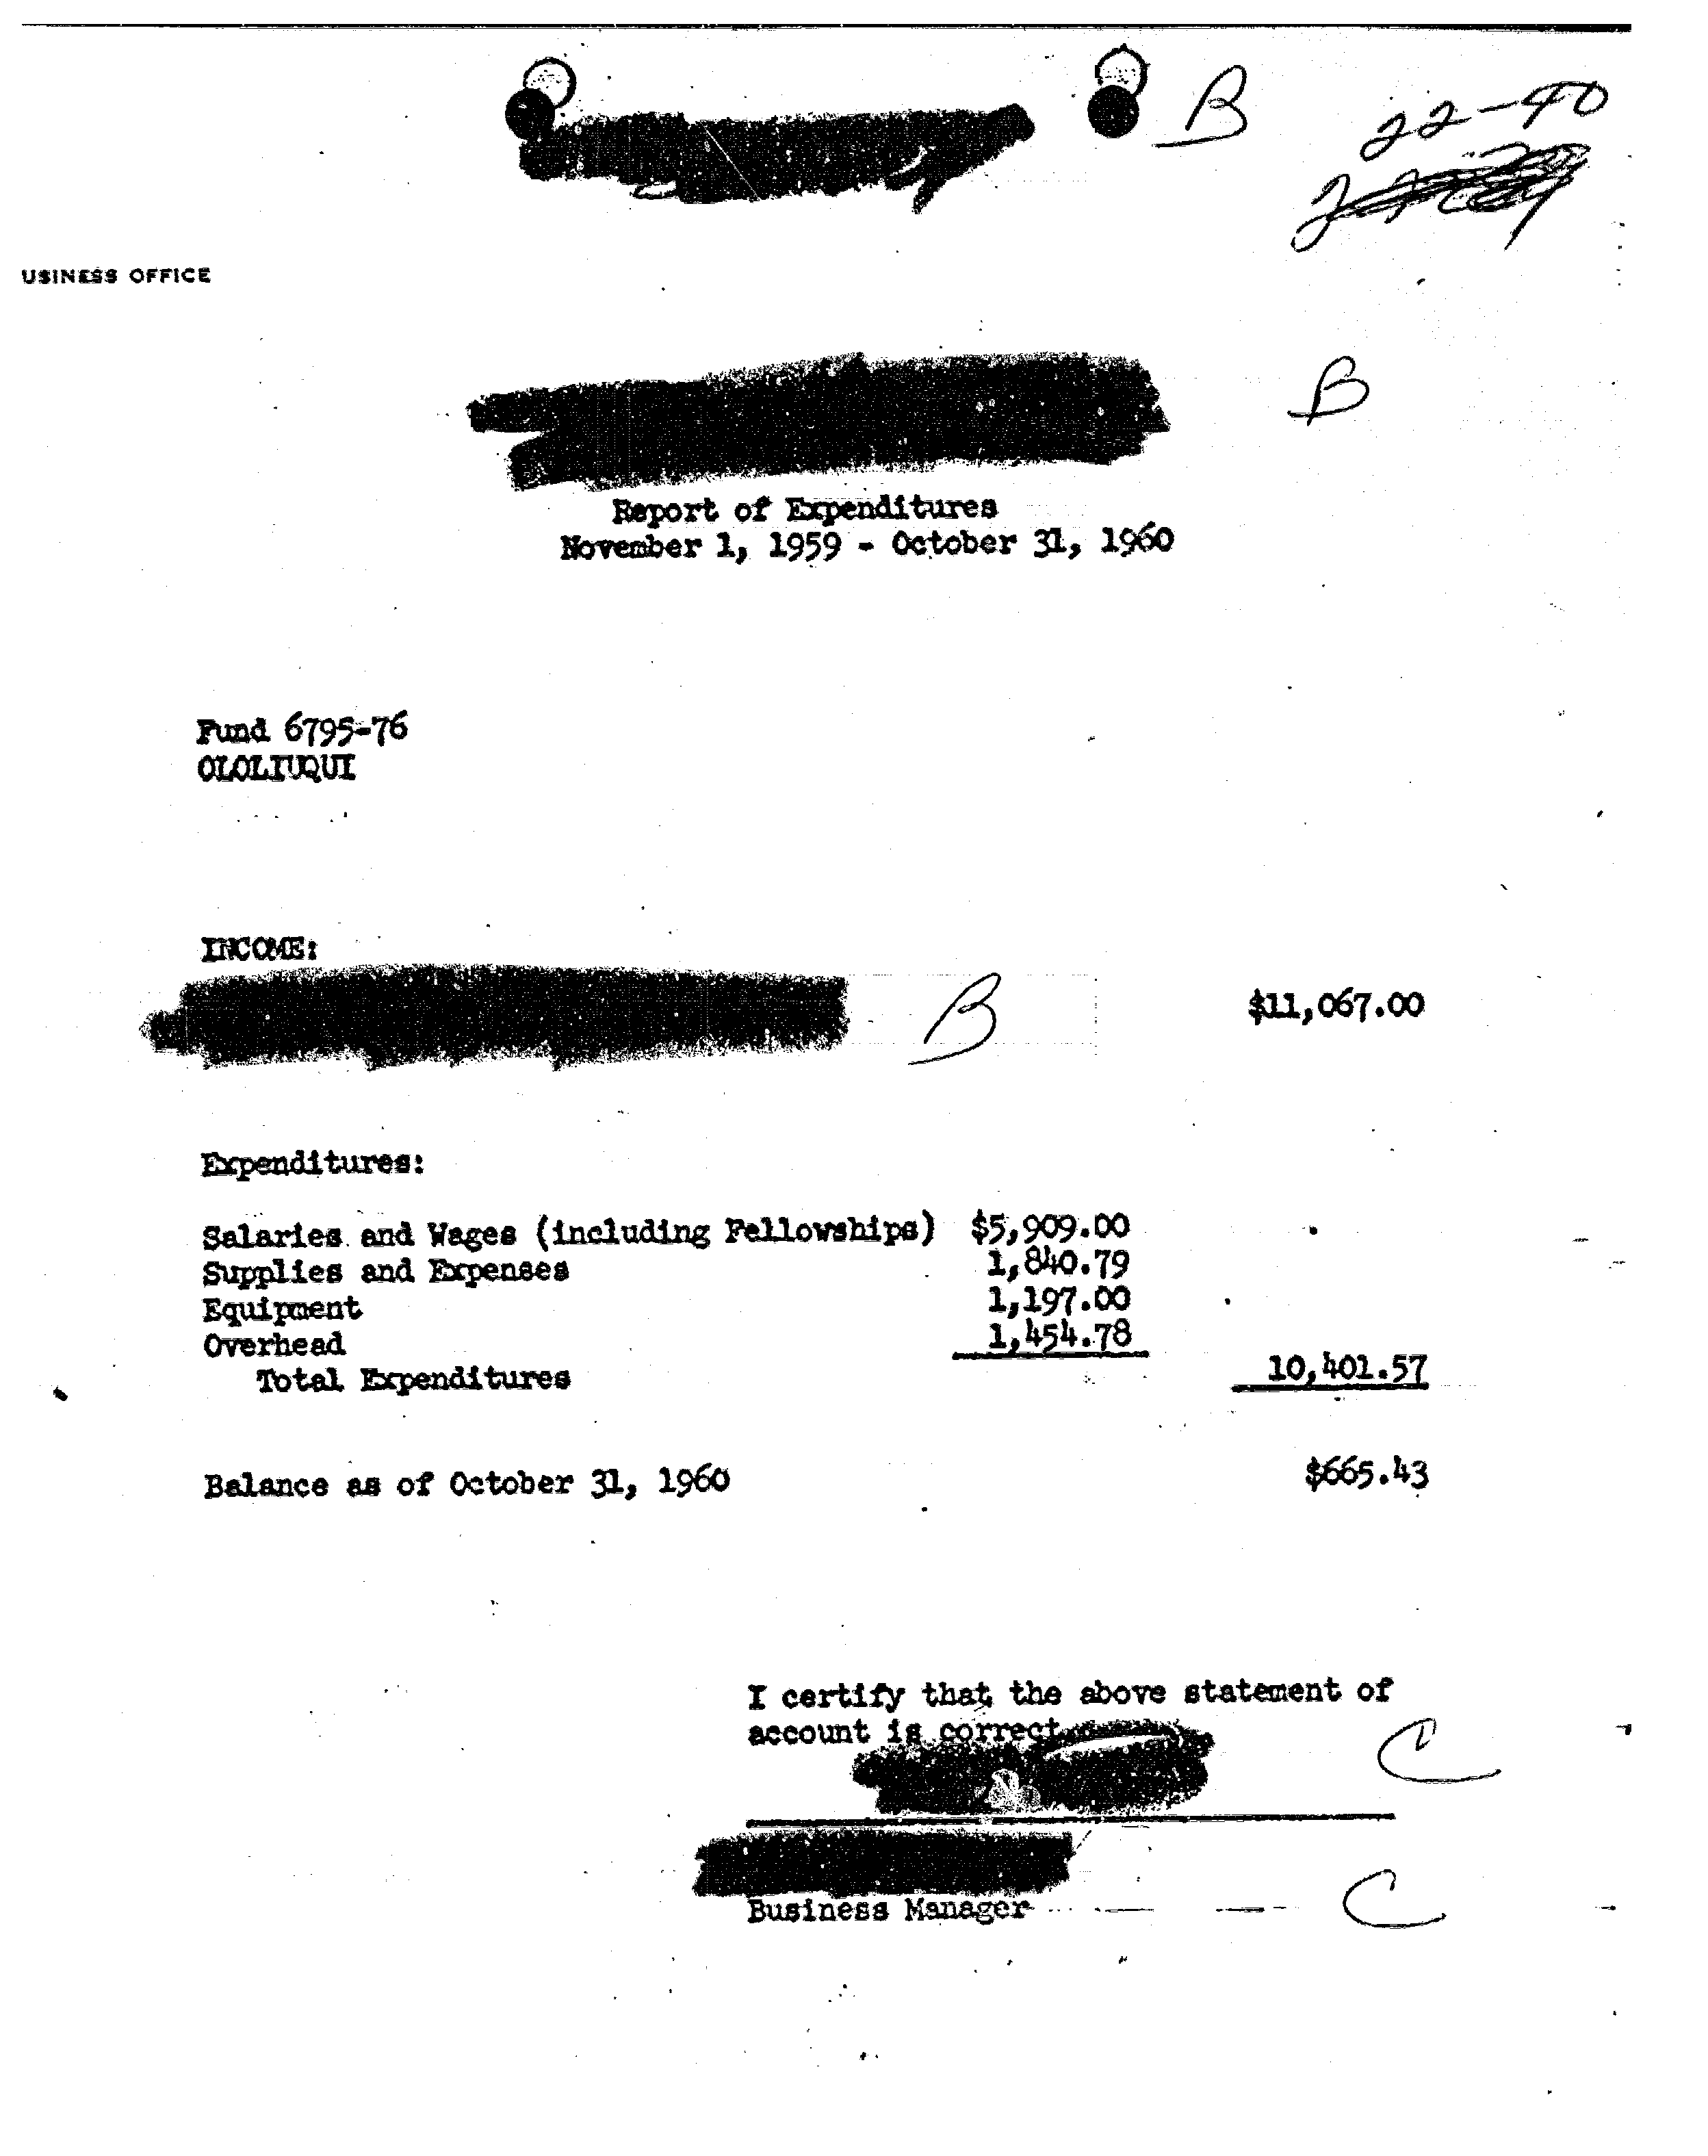 B 22-40
USINESS OFFICE
B
Report of Expenditures
November 1, 1959 - October 31, 1960
Fund 6795-76
OLOLIUQUI
INCOME:
B $11,067.00
Expenditures:
Salaries and Wages (including Fellowships) $5,909.00
Supplies and Expenses 1,840.79
Equipment 1,197.00
Overhead 1,454.78
Total Expenditures 10,401.57
Balance as of October 31, 1960 $665.43
I certify that the above statement of
account is correct
C
C
Business Manager